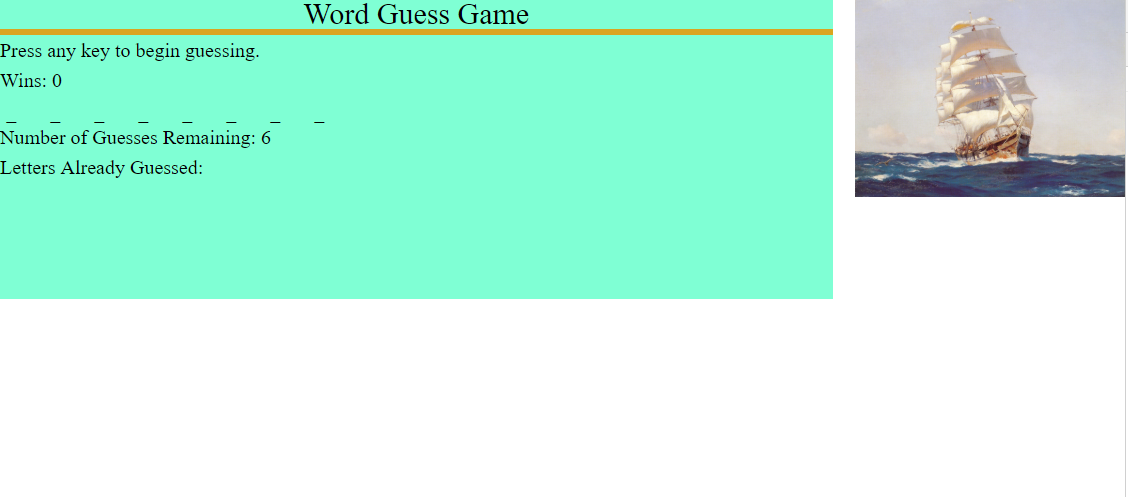 Word Guess Game
Press any key to begin guessing.
Wins: 0
_ _ _ _ _ _ _ _
Number of Guesses Remaining: 6
Letters Already Guessed: